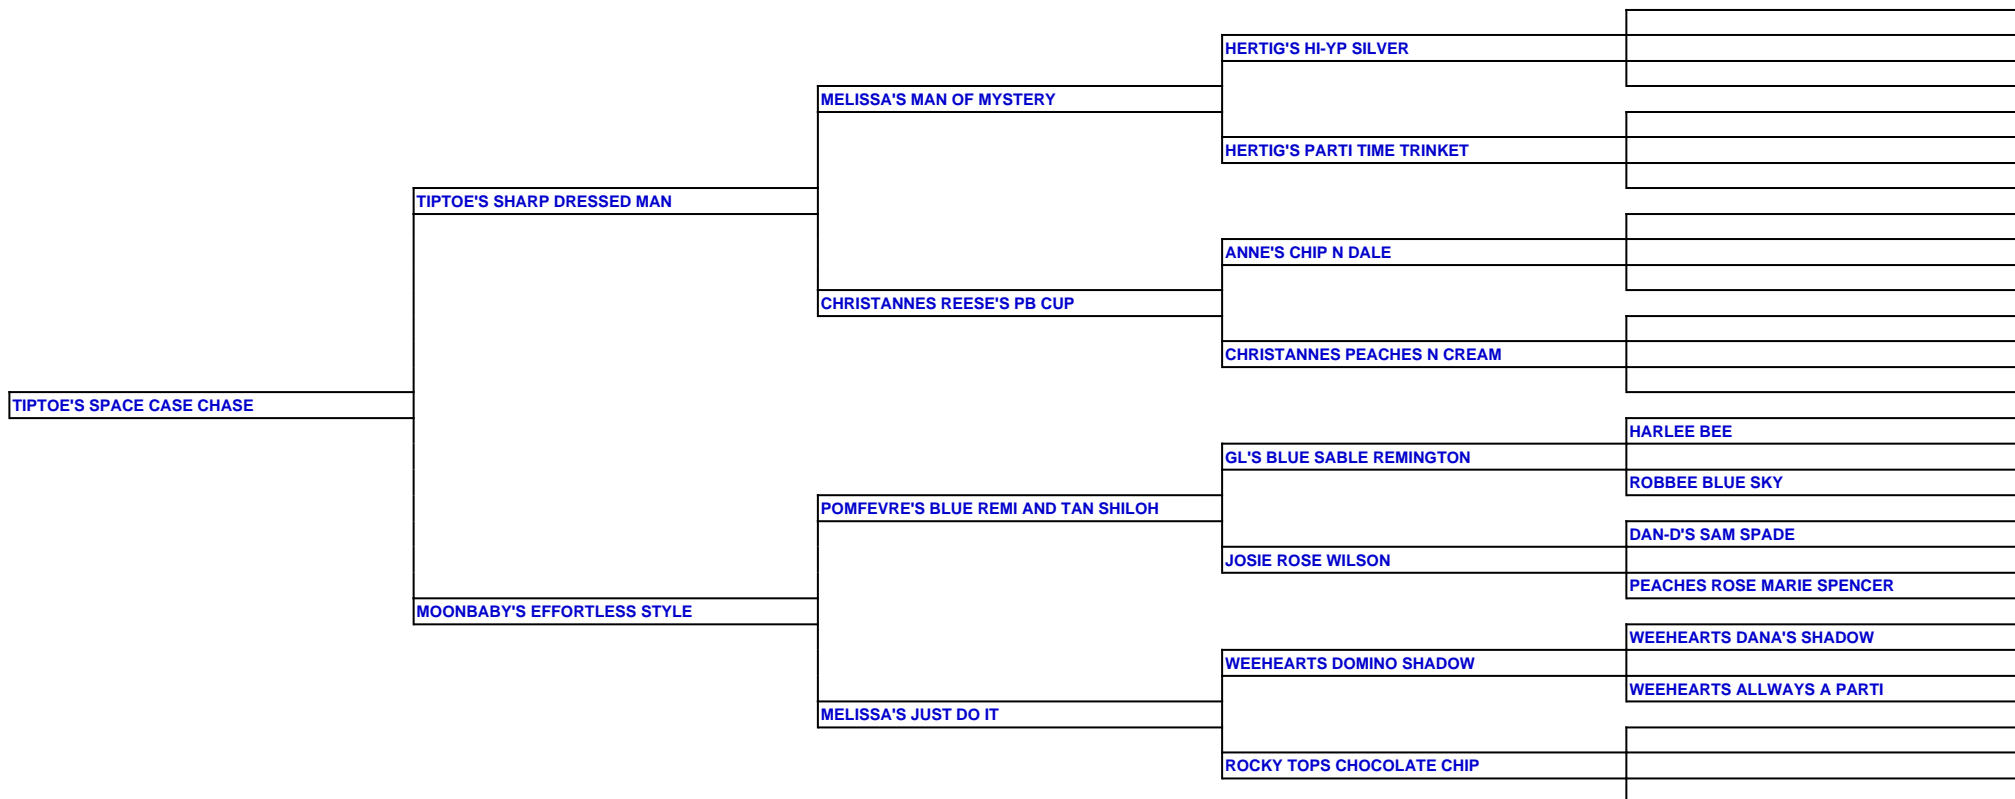 HERTIG'S HI-YP SILVER
MELISSA'S MAN OF MYSTERY
HERTIG'S PARTI TIME TRINKET
TIPTOE'S SHARP DRESSED MAN
ANNE'S CHIP N DALE
CHRISTANNES REESE'S PB CUP
CHRISTANNES PEACHES N CREAM
TIPTOE'S SPACE CASE CHASE
HARLEE BEE
GL'S BLUE SABLE REMINGTON
ROBBEE BLUE SKY
POMFEVRE'S BLUE REMI AND TAN SHILOH
DAN-D'S SAM SPADE
JOSIE ROSE WILSON
PEACHES ROSE MARIE SPENCER
MOONBABY'S EFFORTLESS STYLE
WEEHEARTS DANA'S SHADOW
WEEHEARTS DOMINO SHADOW
WEEHEARTS ALLWAYS A PARTI
MELISSA'S JUST DO IT
ROCKY TOPS CHOCOLATE CHIP